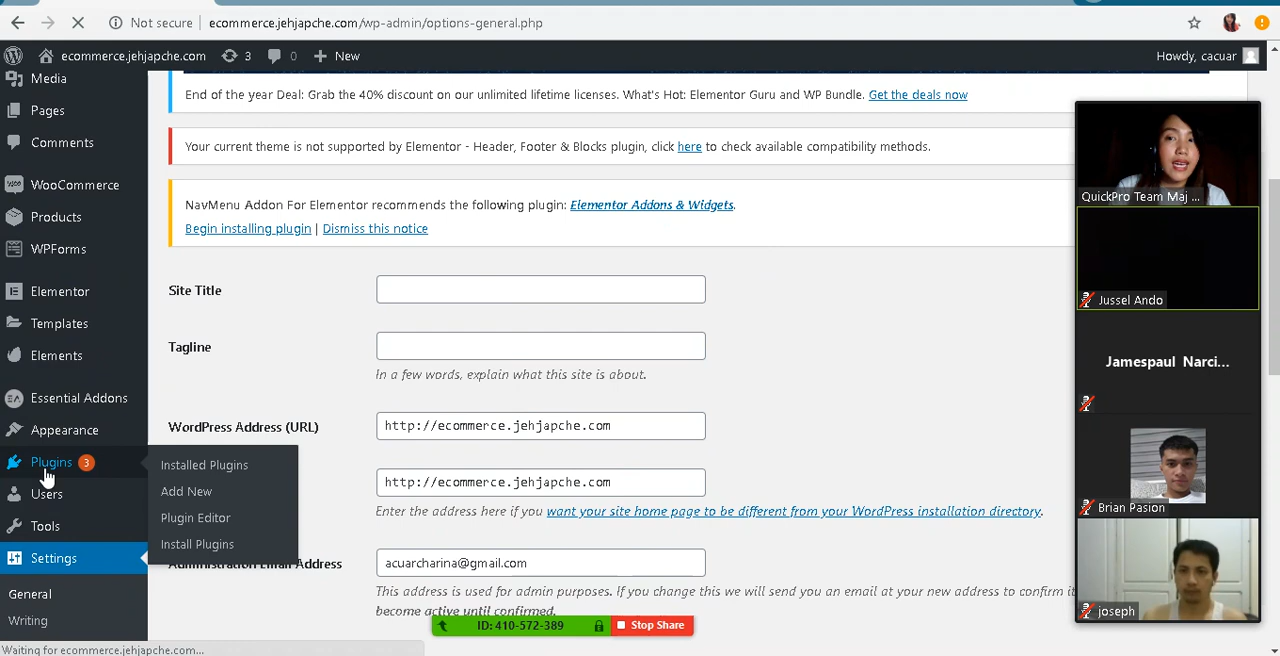 Not secure
ecommerce.jehjapche.com/wp-admin/options-general.php
ecommerce.jehjapche.com
3
0
New
Howdy, cacuar
Media
Pages
Comments
WooCommerce
Products
WPForms
Elementor
Templates
Elements
Essential Addons
Appearance
Plugins 3
Users
Tools
Settings
General
Writing
Installed Plugins
Add New
Plugin Editor
Install Plugins
End of the year Deal: Grab the 40% discount on our unlimited lifetime licenses. What's Hot: Elementor Guru and WP Bundle. Get the deals now
Your current theme is not supported by Elementor - Header, Footer & Blocks plugin, click here to check available compatibility methods.
NavMenu Addon For Elementor recommends the following plugin: Elementor Addons & Widgets.
Begin installing plugin | Dismiss this notice
Site Title
Tagline
In a few words, explain what this site is about.
WordPress Address (URL)
http://ecommerce.jehjapche.com
http://ecommerce.jehjapche.com
Enter the address here if you want your site home page to be different from your WordPress installation directory.
Administration Email Address
acuarcharina@gmail.com
This address is used for admin purposes. If you change this we will send you an email at your new address to confirm it
become active until confirmed.
ID: 410-572-389
Stop Share
Waiting for ecommerce.jehjapche.com...
QuickPro Team Maj ...
Jussel Ando
Jamespaul Narci...
Brian Pasion
joseph